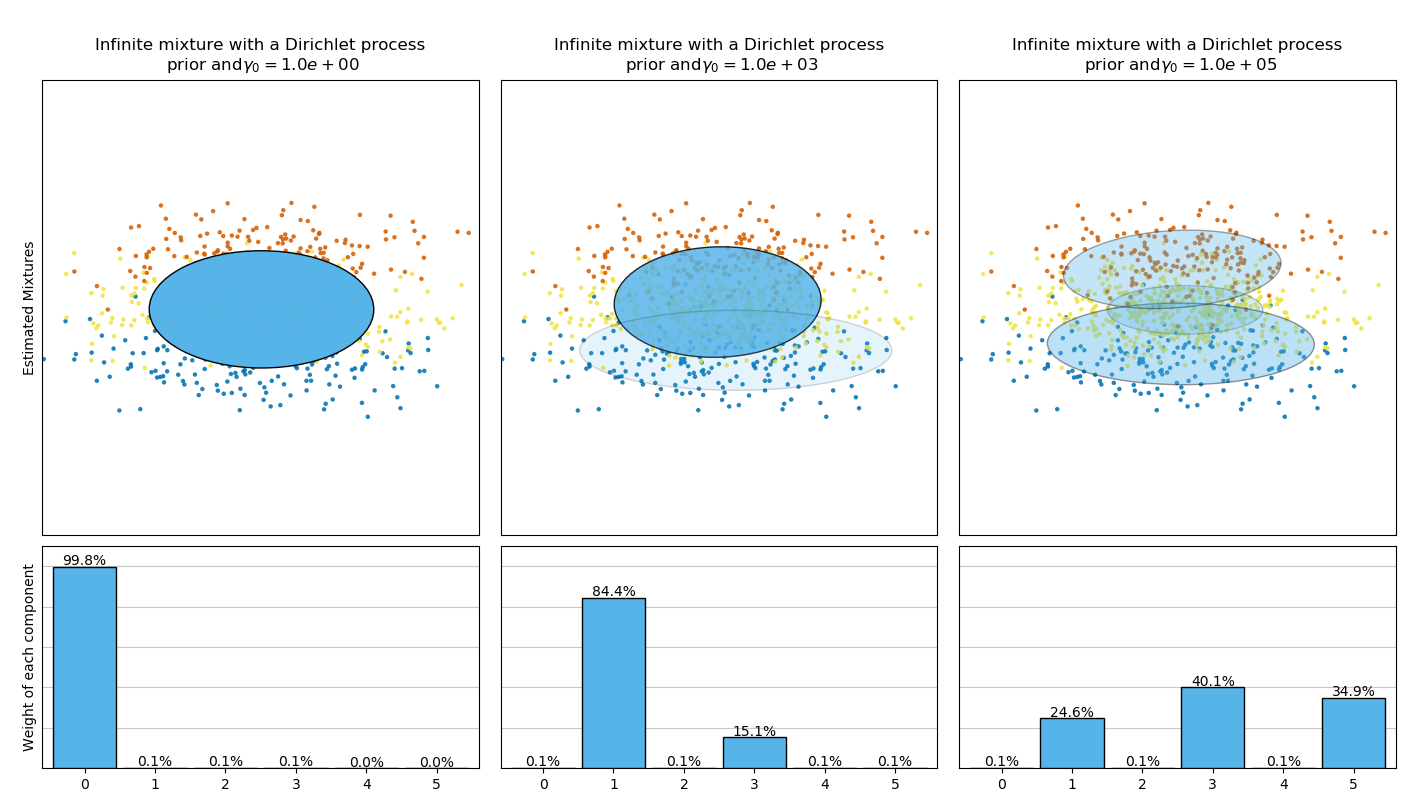 Infinite mixture with a Dirichlet process
prior andγ₀ = 1.0e + 00
Infinite mixture with a Dirichlet process
prior andγ₀ = 1.0e + 03
Infinite mixture with a Dirichlet process
prior andγ₀ = 1.0e + 05
Estimated Mixtures
Weight of each component
99.8%
0.1%
0.1%
0.1%
0.0%
0.0%
0 1 2 3 4 5
0.1%
84.4%
0.1%
15.1%
0.1%
0.1%
0 1 2 3 4 5
0.1%
24.6%
0.1%
40.1%
0.1%
34.9%
0 1 2 3 4 5